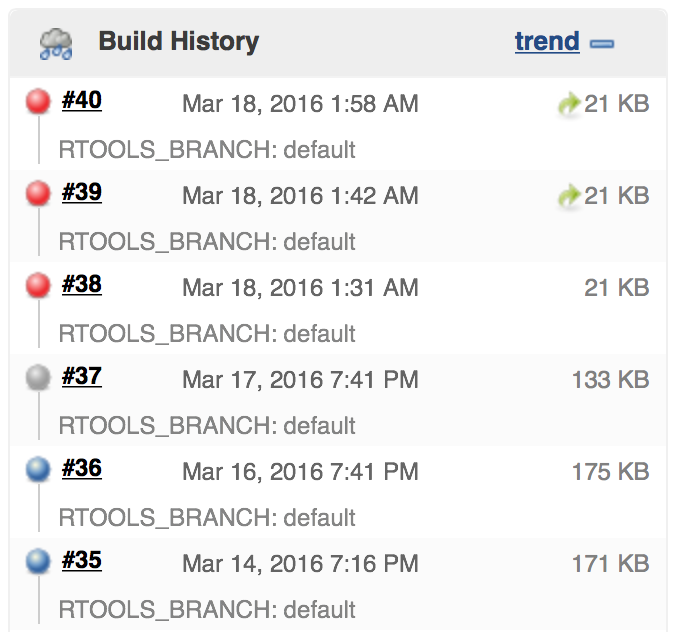 Build History trend
#40 Mar 18, 2016 1:58 AM 21 KB
RTOOLS_BRANCH: default
#39 Mar 18, 2016 1:42 AM 21 KB
RTOOLS_BRANCH: default
#38 Mar 18, 2016 1:31 AM 21 KB
RTOOLS_BRANCH: default
#37 Mar 17, 2016 7:41 PM 133 KB
RTOOLS_BRANCH: default
#36 Mar 16, 2016 7:41 PM 175 KB
RTOOLS_BRANCH: default
#35 Mar 14, 2016 7:16 PM 171 KB
RTOOLS_BRANCH: default